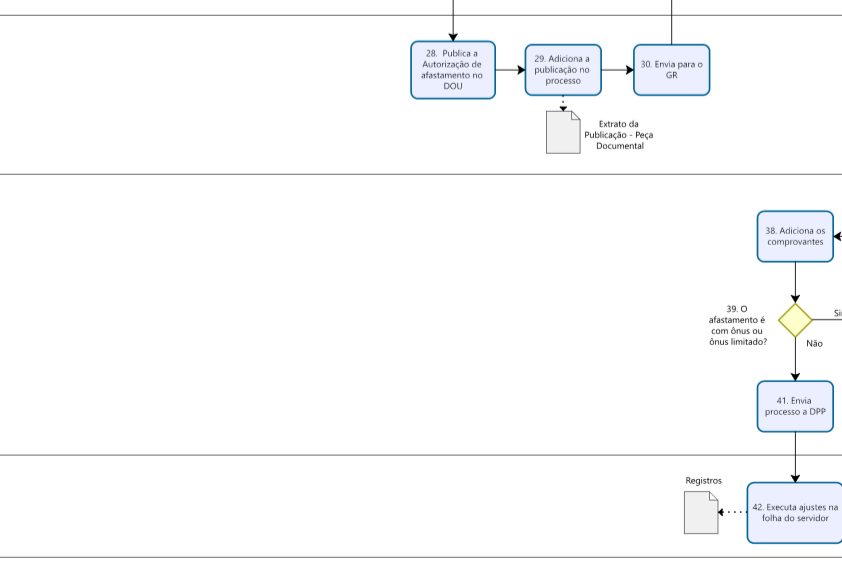 28. Publica a
Autorização de
afastamento no
DOU
29. Adiciona a
publicação no
processo
30. Envia para o
GR
Extrato da
Publicação - Peça
Documental
38. Adiciona os
comprovantes
39. O
afastamento é
com ônus ou
ônus limitado?
Não
41. Envia
processo a DPP
Registros
42. Executa ajustes na
folha do servidor